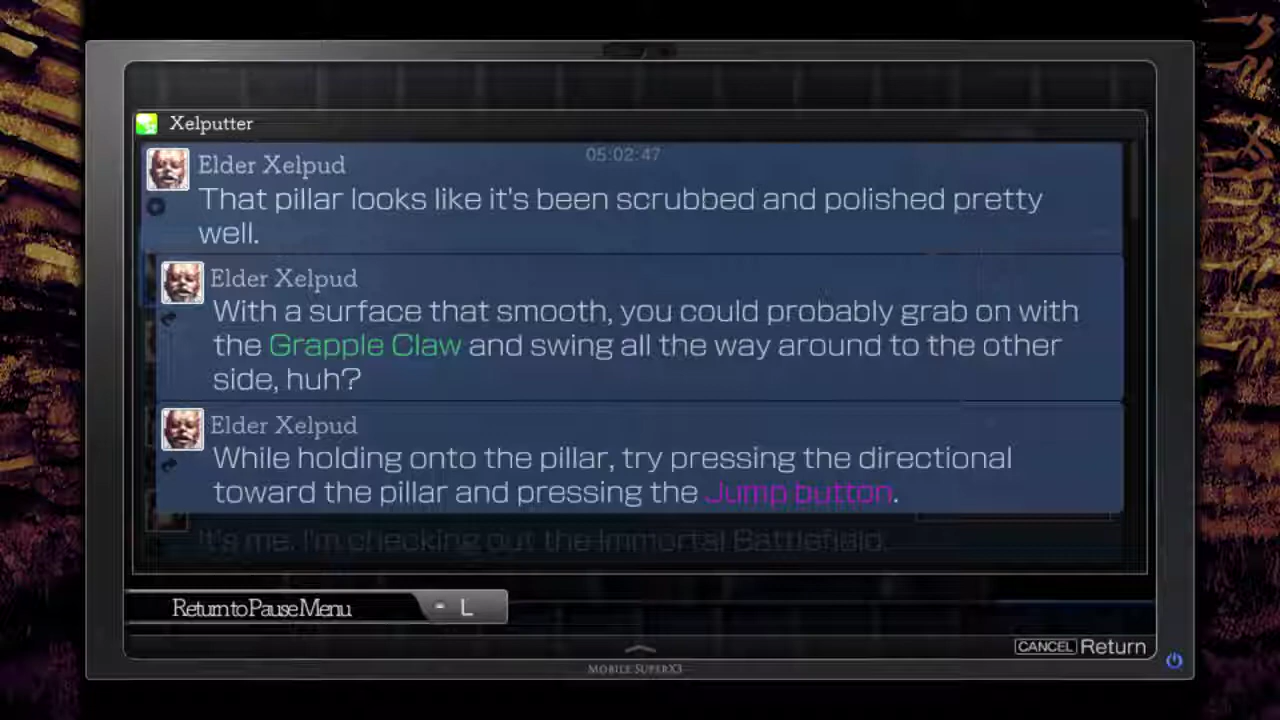 Xelputter
05:02:47
Elder Xelpud
That pillar looks like it's been scrubbed and polished pretty
well.
Elder Xelpud
With a surface that smooth, you could probably grab on with
the Grapple Claw and swing all the way around to the other
side, huh?
Elder Xelpud
While holding onto the pillar, try pressing the directional
toward the pillar and pressing the Jump button.
It's me. I'm checking out the Immortal Battlefield.
Return to Pause Menu
- L
CANCEL Return
MOBILE SUPERX3